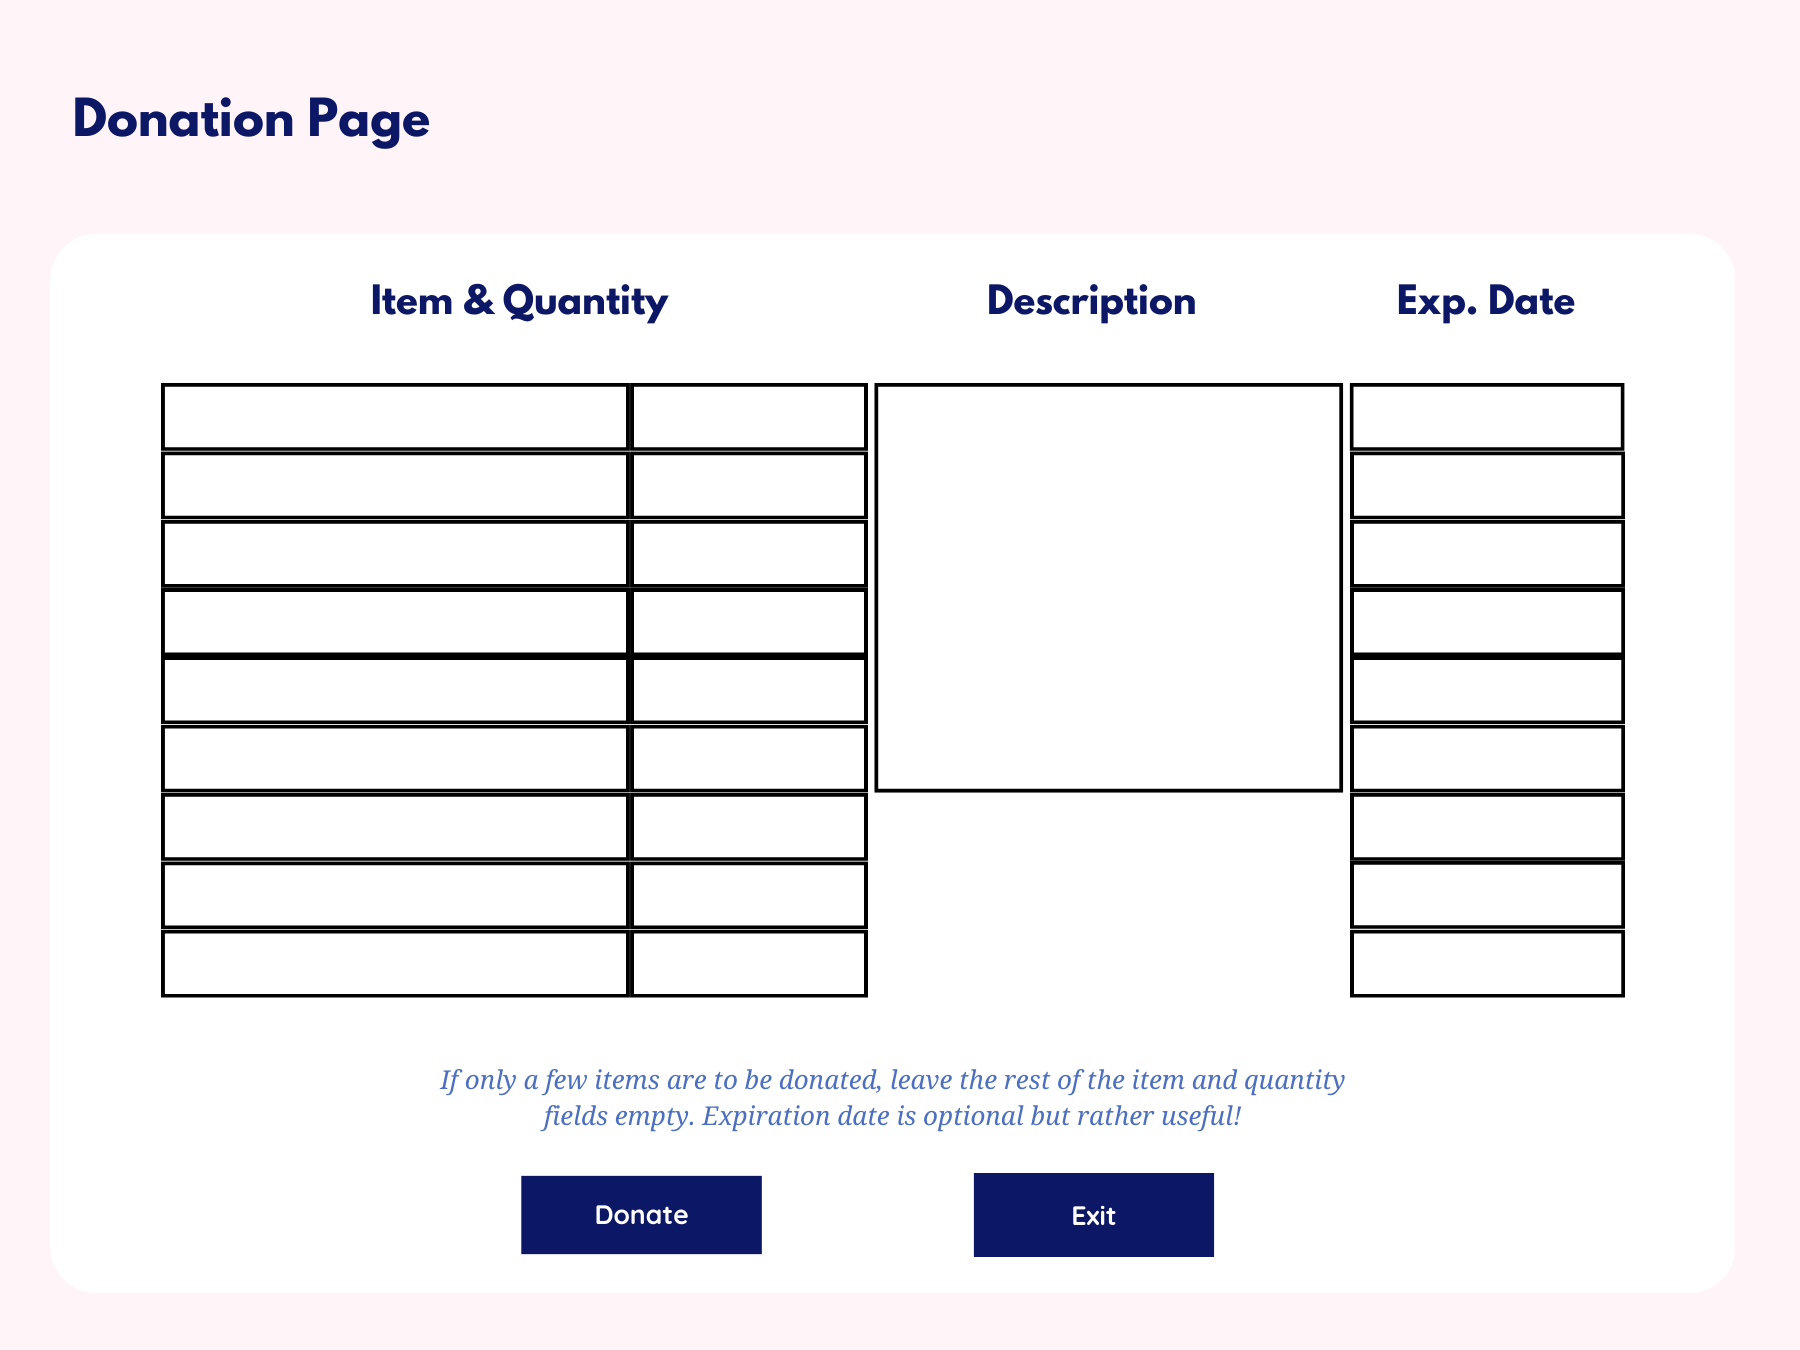 Donation Page
Item & Quantity
Description
Exp. Date
If only a few items are to be donated, leave the rest of the item and quantity
fields empty. Expiration date is optional but rather useful!
Donate
Exit